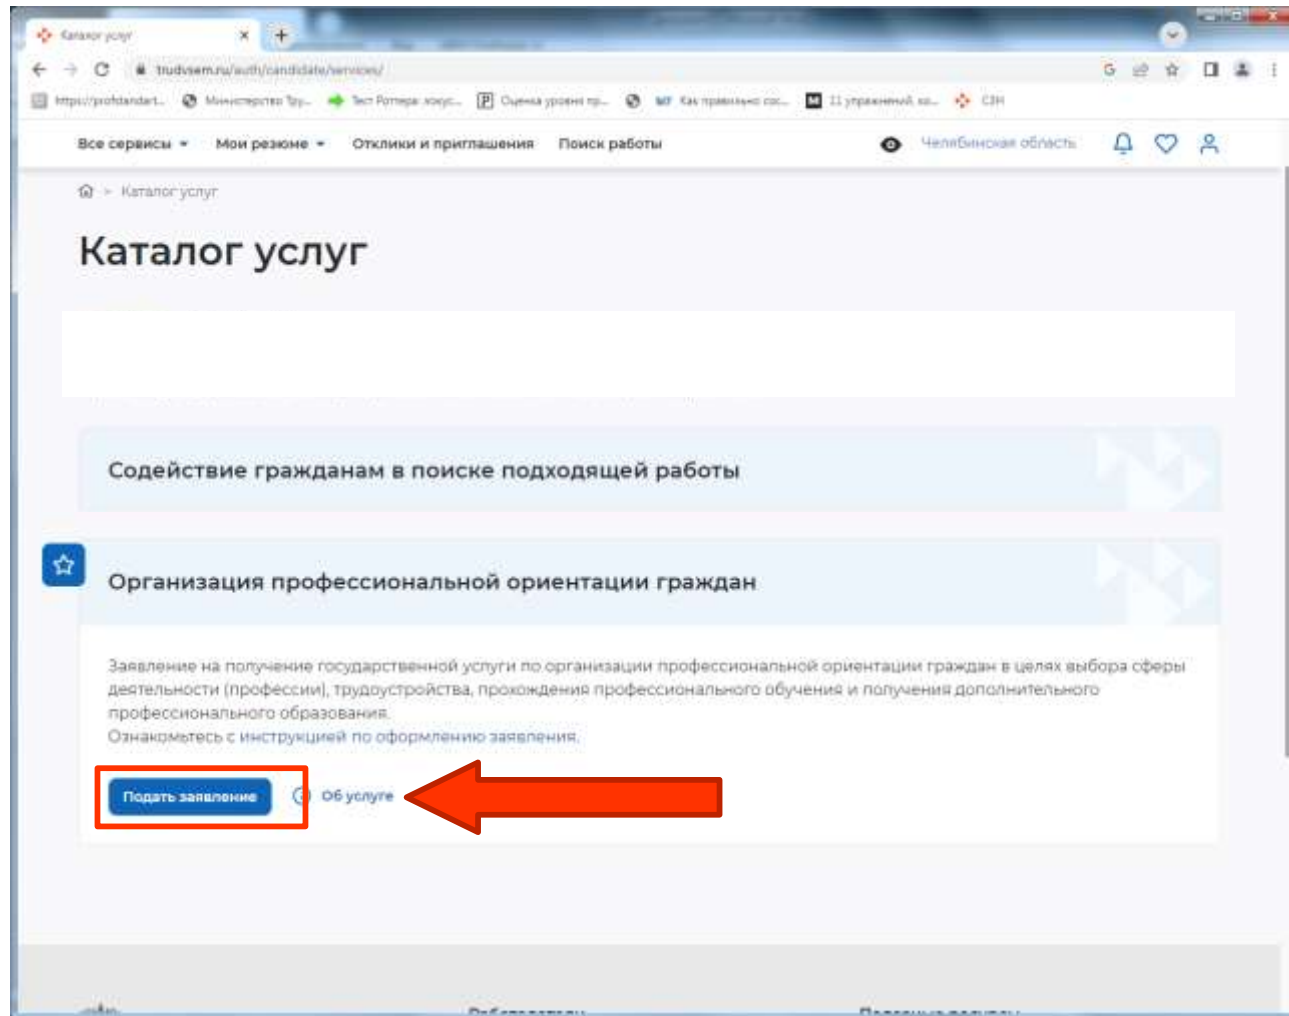 Каталог услуг
trudvsem.ru/auth/candidate/services/
Все сервисы Мои резюме Отклики и приглашения Поиск работы Челябинская область
> Каталог услуг
Каталог услуг
Содействие гражданам в поиске подходящей работы
Организация профессиональной ориентации граждан
Заявление на получение государственной услуги по организации профессиональной ориентации граждан в целях выбора сферы
деятельности (профессии), трудоустройства, прохождения профессионального обучения и получения дополнительного
профессионального образования.
Ознакомьтесь с инструкцией по оформлению заявления.
Подать заявление Об услуге